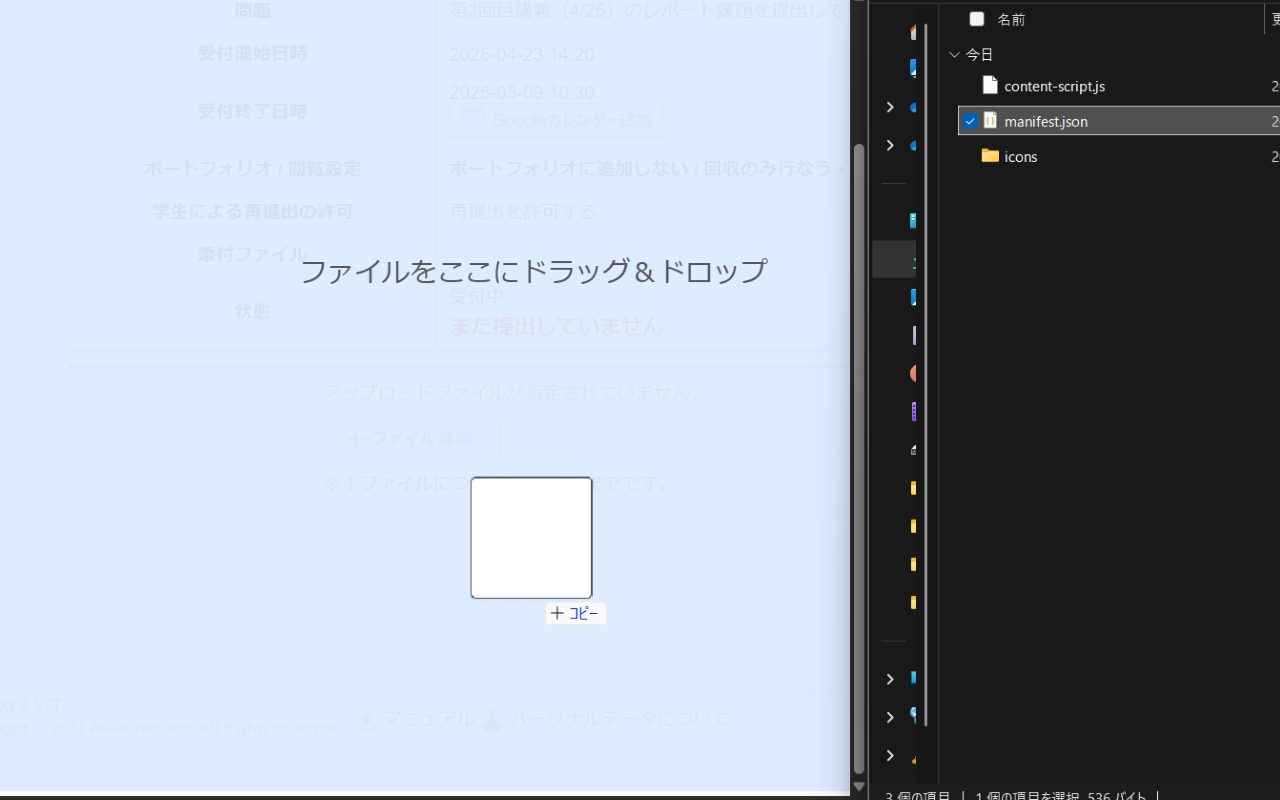 問題
第3回目講義（4/25）のレポート課題を提出して
受付開始日時
2025-04-23 14:20
受付終了日時
2025-05-09 10:30
Googleカレンダー追加
ポートフォリオ / 閲覧設定
ポートフォリオに追加しない / 回収のみ行なう・
学生による再提出の許可
再提出を許可する
添付ファイル
ファイルをここにドラッグ＆ドロップ
状態
受付中
まだ提出していません
アップロードファイルが指定されていません。
＋ ファイル追加
※１ファイルにつ
までです。
＋ コピー
2.977
©2013 Asahi Net, Inc. All Rights Reserved.
マニュアル
パーソナルデータについて
名前
更
今日
content-script.js
2
manifest.json
2
icons
2
3 個の項目
1 個の項目を選択 536 バイト